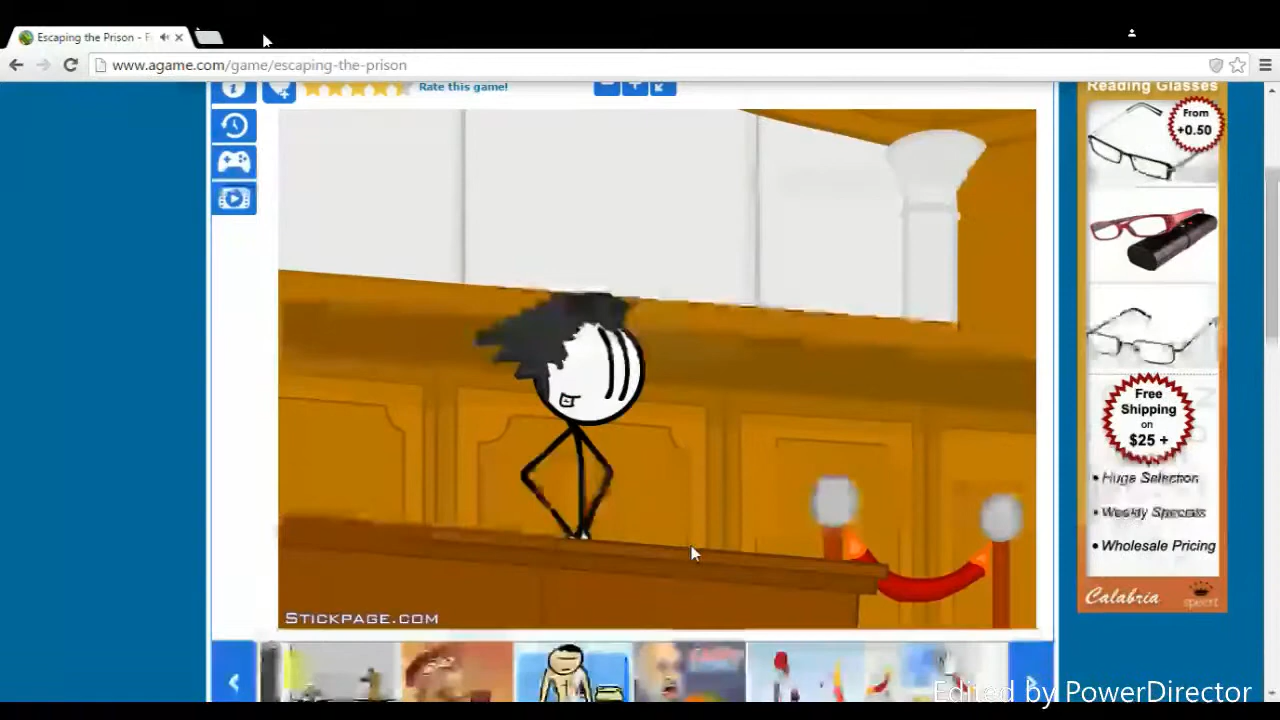 Escaping the Prison - F
www.agame.com/game/escaping-the-prison
Rate this game!
Reading Glasses
From
+0.50
Free
Shipping
on
$25 +
• Huge Selection
• Weekly Specials
• Wholesale Pricing
Calabria
STICKPAGE.COM
Edited by PowerDirector